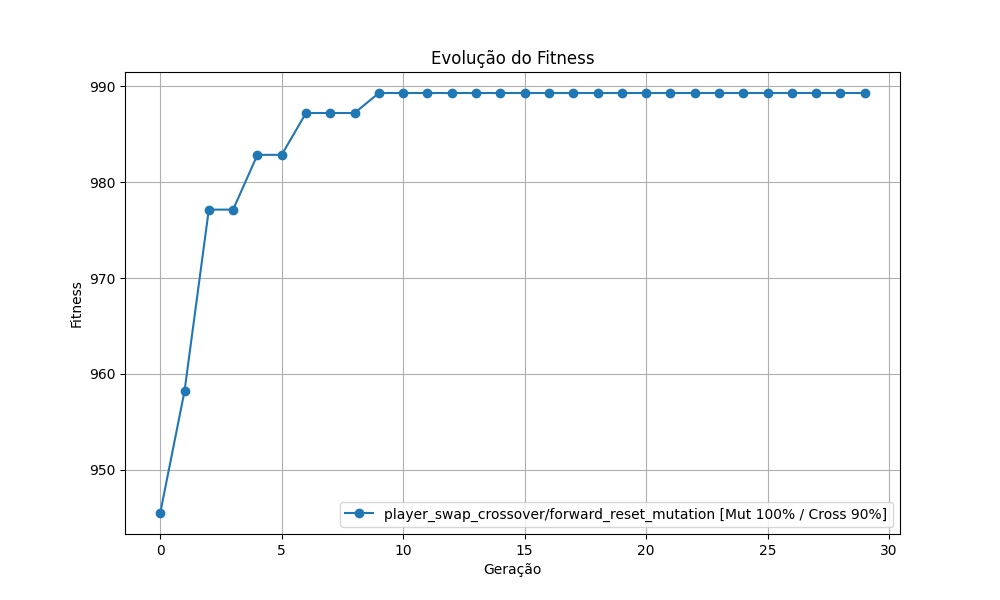 Evolução do Fitness
Fitness
990
980
970
960
950
player_swap_crossover/forward_reset_mutation [Mut 100% / Cross 90%]
0 5 10 15 20 25 30
Geração